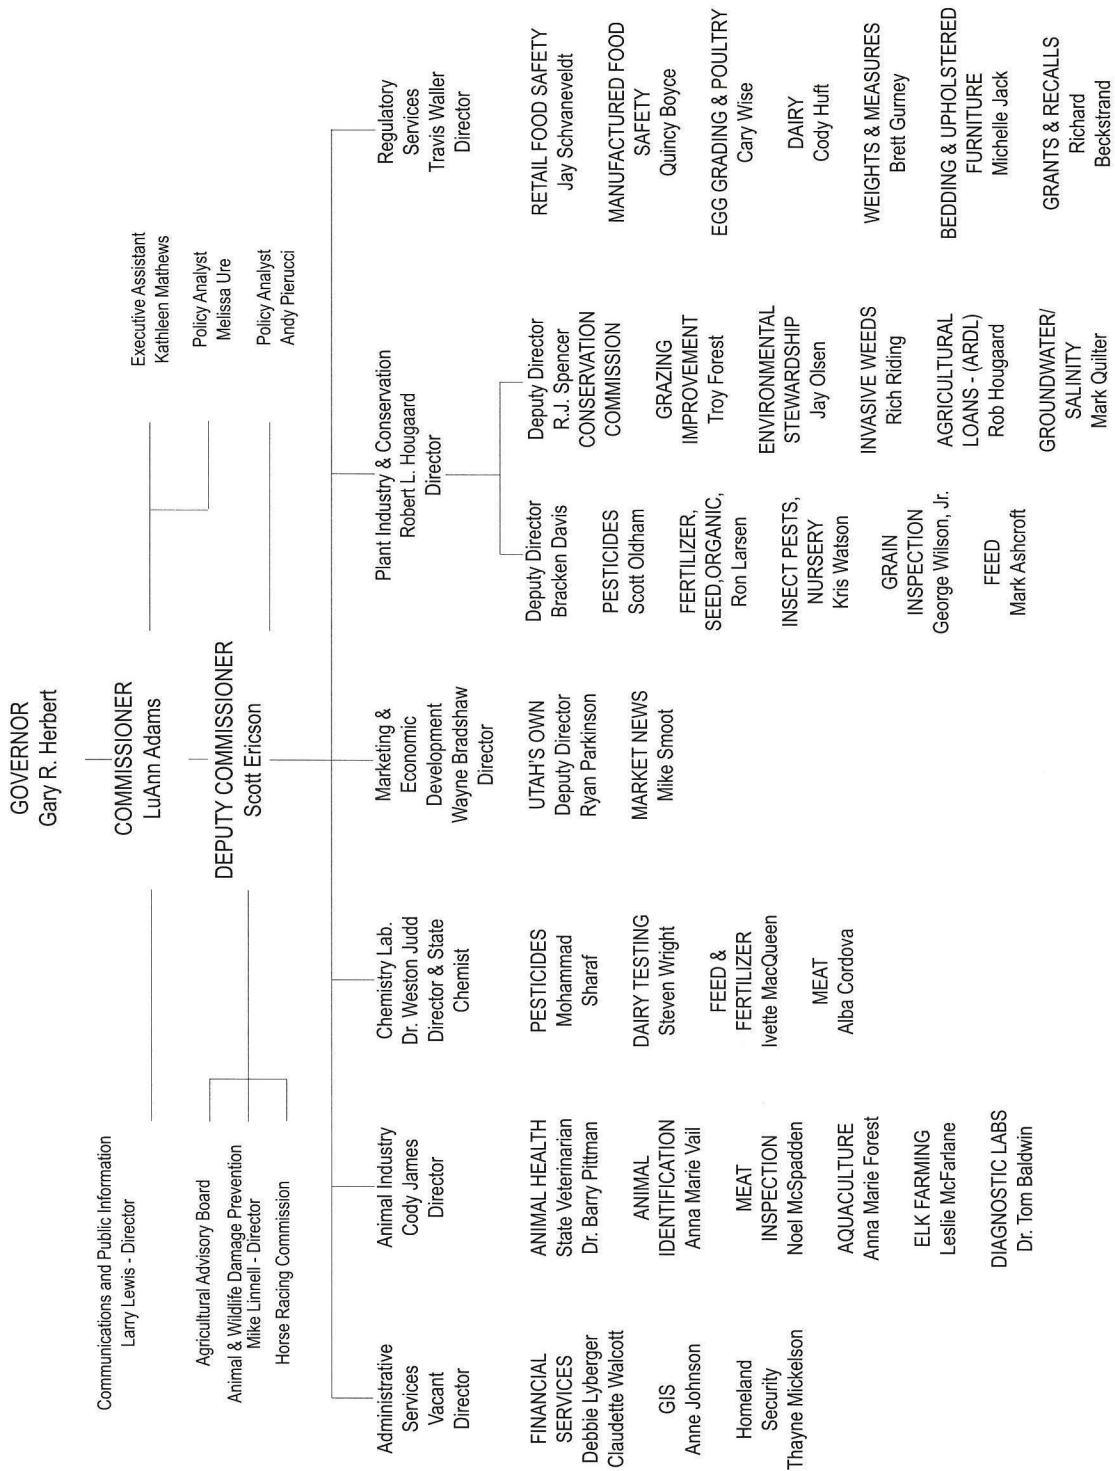 GOVERNOR
Gary R. Herbert
COMMISSIONER
LuAnn Adams
DEPUTY COMMISSIONER
Scott Ericson
Communications and Public Information
Larry Lewis - Director
Agricultural Advisory Board
Animal & Wildlife Damage Prevention
Mike Linnell - Director
Horse Racing Commission
Executive Assistant
Kathleen Mathews
Policy Analyst
Melissa Ure
Policy Analyst
Andy Pierucci
Administrative
Services
Vacant
Director
FINANCIAL
SERVICES
Debbie Lyberger
Claudette Walcott
GIS
Anne Johnson
Homeland
Security
Thayne Mickelson
Animal Industry
Cody James
Director
ANIMAL HEALTH
State Veterinarian
Dr. Barry Pittman
ANIMAL
IDENTIFICATION
Anna Marie Vail
MEAT
INSPECTION
Noel McSpadden
AQUACULTURE
Anna Marie Forest
ELK FARMING
Leslie McFarlane
DIAGNOSTIC LABS
Dr. Tom Baldwin
Chemistry Lab.
Dr. Weston Judd
Director & State
Chemist
PESTICIDES
Mohammad
Sharaf
DAIRY TESTING
Steven Wright
FEED &
FERTILIZER
Ivette MacQueen
MEAT
Alba Cordova
Marketing &
Economic
Development
Wayne Bradshaw
Director
UTAH'S OWN
Deputy Director
Ryan Parkinson
MARKET NEWS
Mike Smoot
Plant Industry & Conservation
Robert L. Hougaard
Director
Deputy Director
Bracken Davis
PESTICIDES
Scott Oldham
FERTILIZER,
SEED,ORGANIC,
Ron Larsen
INSECT PESTS,
NURSERY
Kris Watson
GRAIN
INSPECTION
George Wilson, Jr.
FEED
Mark Ashcroft
Deputy Director
R.J. Spencer
CONSERVATION
COMMISSION
GRAZING
IMPROVEMENT
Troy Forest
ENVIRONMENTAL
STEWARDSHIP
Jay Olsen
INVASIVE WEEDS
Rich Riding
AGRICULTURAL
LOANS - (ARDL)
Rob Hougaard
GROUNDWATER/
SALINITY
Mark Quilter
Regulatory
Services
Travis Waller
Director
RETAIL FOOD SAFETY
Jay Schvaneveldt
MANUFACTURED FOOD
SAFETY
Quincy Boyce
EGG GRADING & POULTRY
Cary Wise
DAIRY
Cody Huft
WEIGHTS & MEASURES
Brett Gurney
BEDDING & UPHOLSTERED
FURNITURE
Michelle Jack
GRANTS & RECALLS
Richard
Beckstrand